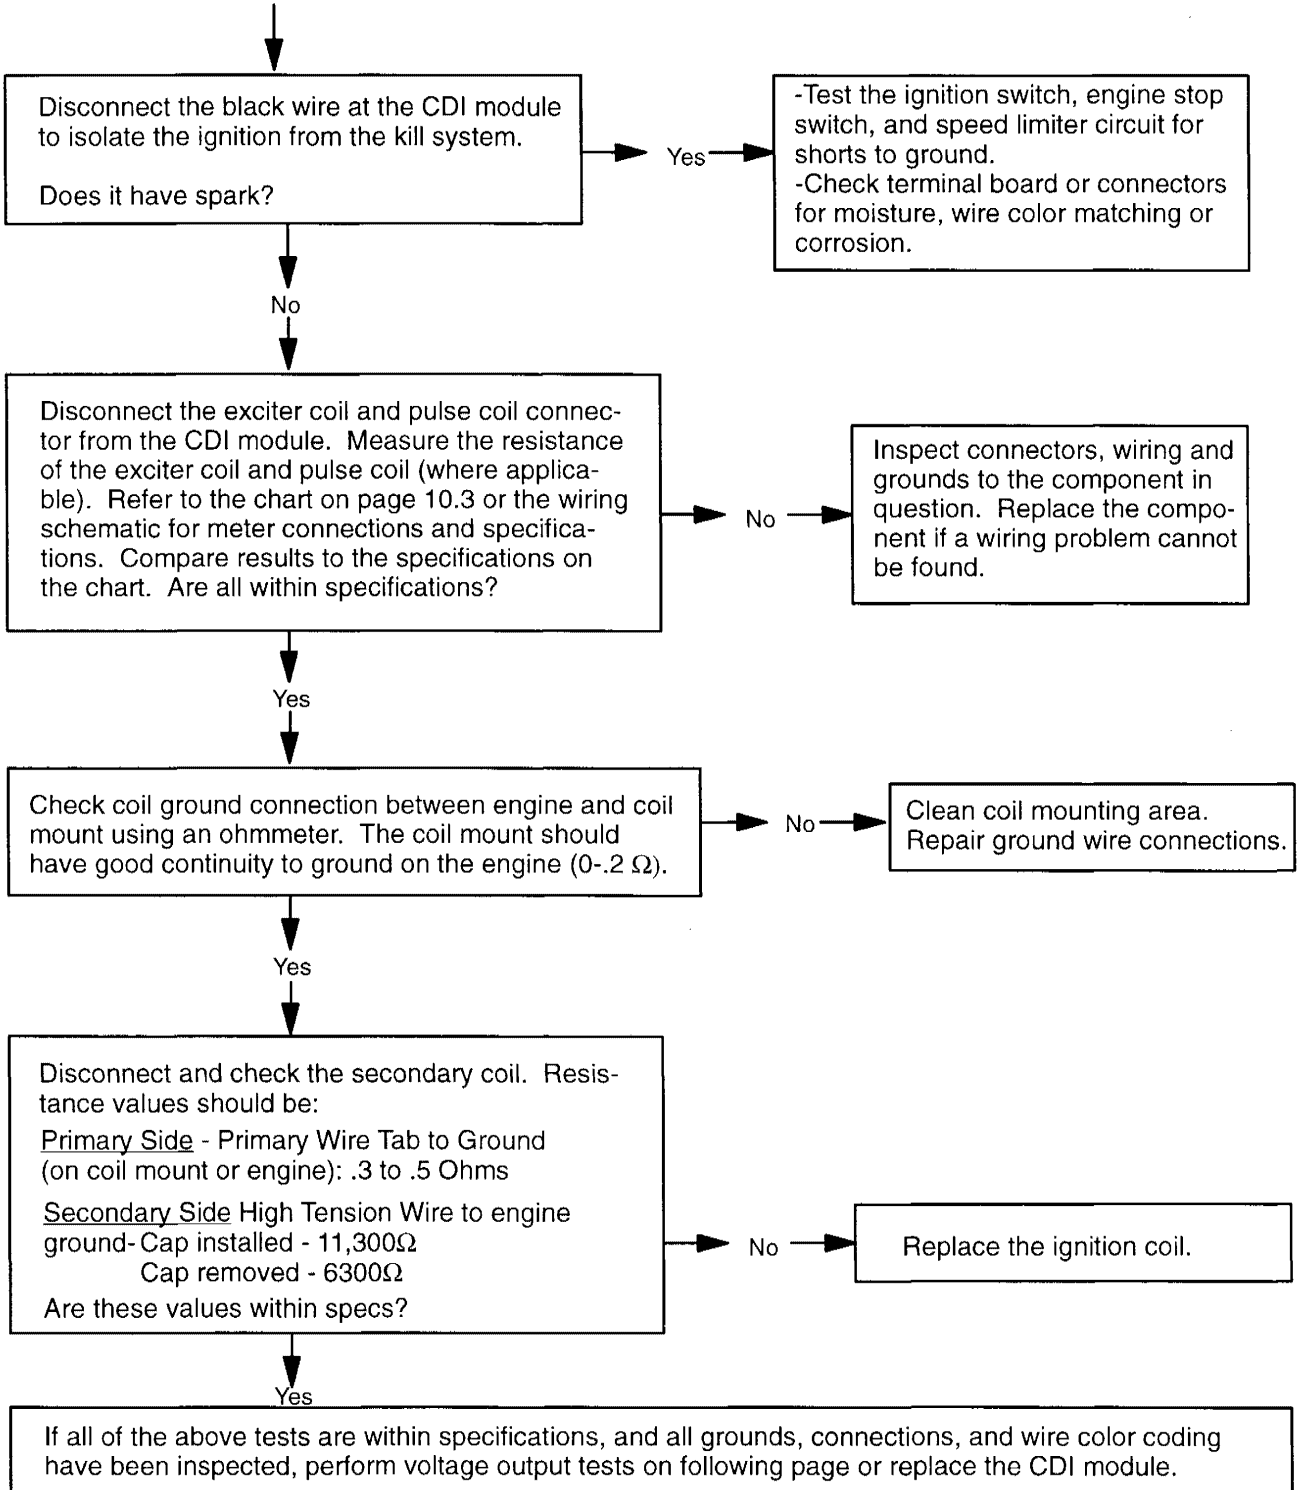 Disconnect the black wire at the CDI module
to isolate the ignition from the kill system.
Does it have spark?
Yes
-Test the ignition switch, engine stop
switch, and speed limiter circuit for
shorts to ground.
-Check terminal board or connectors
for moisture, wire color matching or
corrosion.
No
Disconnect the exciter coil and pulse coil connec-
tor from the CDI module. Measure the resistance
of the exciter coil and pulse coil (where applica-
ble). Refer to the chart on page 10.3 or the wiring
schematic for meter connections and specifica-
tions. Compare results to the specifications on
the chart. Are all within specifications?
No
Inspect connectors, wiring and
grounds to the component in
question. Replace the compo-
nent if a wiring problem cannot
be found.
Yes
Check coil ground connection between engine and coil
mount using an ohmmeter. The coil mount should
have good continuity to ground on the engine (0-.2 Ω).
No
Clean coil mounting area.
Repair ground wire connections.
Yes
Disconnect and check the secondary coil. Resis-
tance values should be:
Primary Side - Primary Wire Tab to Ground
(on coil mount or engine): .3 to .5 Ohms
Secondary Side High Tension Wire to engine
ground- Cap installed - 11,300Ω
Cap removed - 6300Ω
Are these values within specs?
No
Replace the ignition coil.
Yes
If all of the above tests are within specifications, and all grounds, connections, and wire color coding
have been inspected, perform voltage output tests on following page or replace the CDI module.